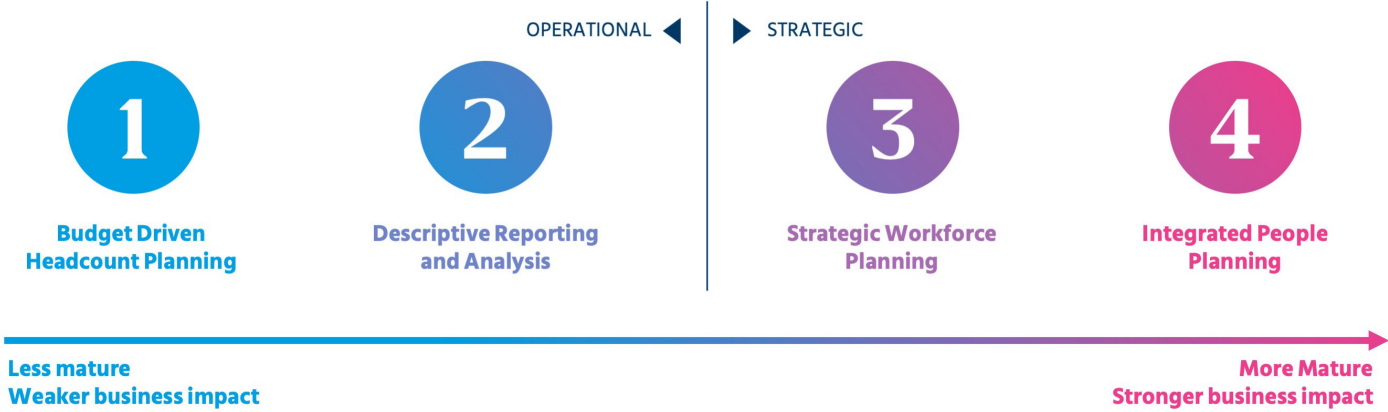 OPERATIONAL
STRATEGIC
1
2
3
4
Budget Driven
Headcount Planning
Descriptive Reporting
and Analysis
Strategic Workforce
Planning
Integrated People
Planning
Less mature
Weaker business impact
More Mature
Stronger business impact